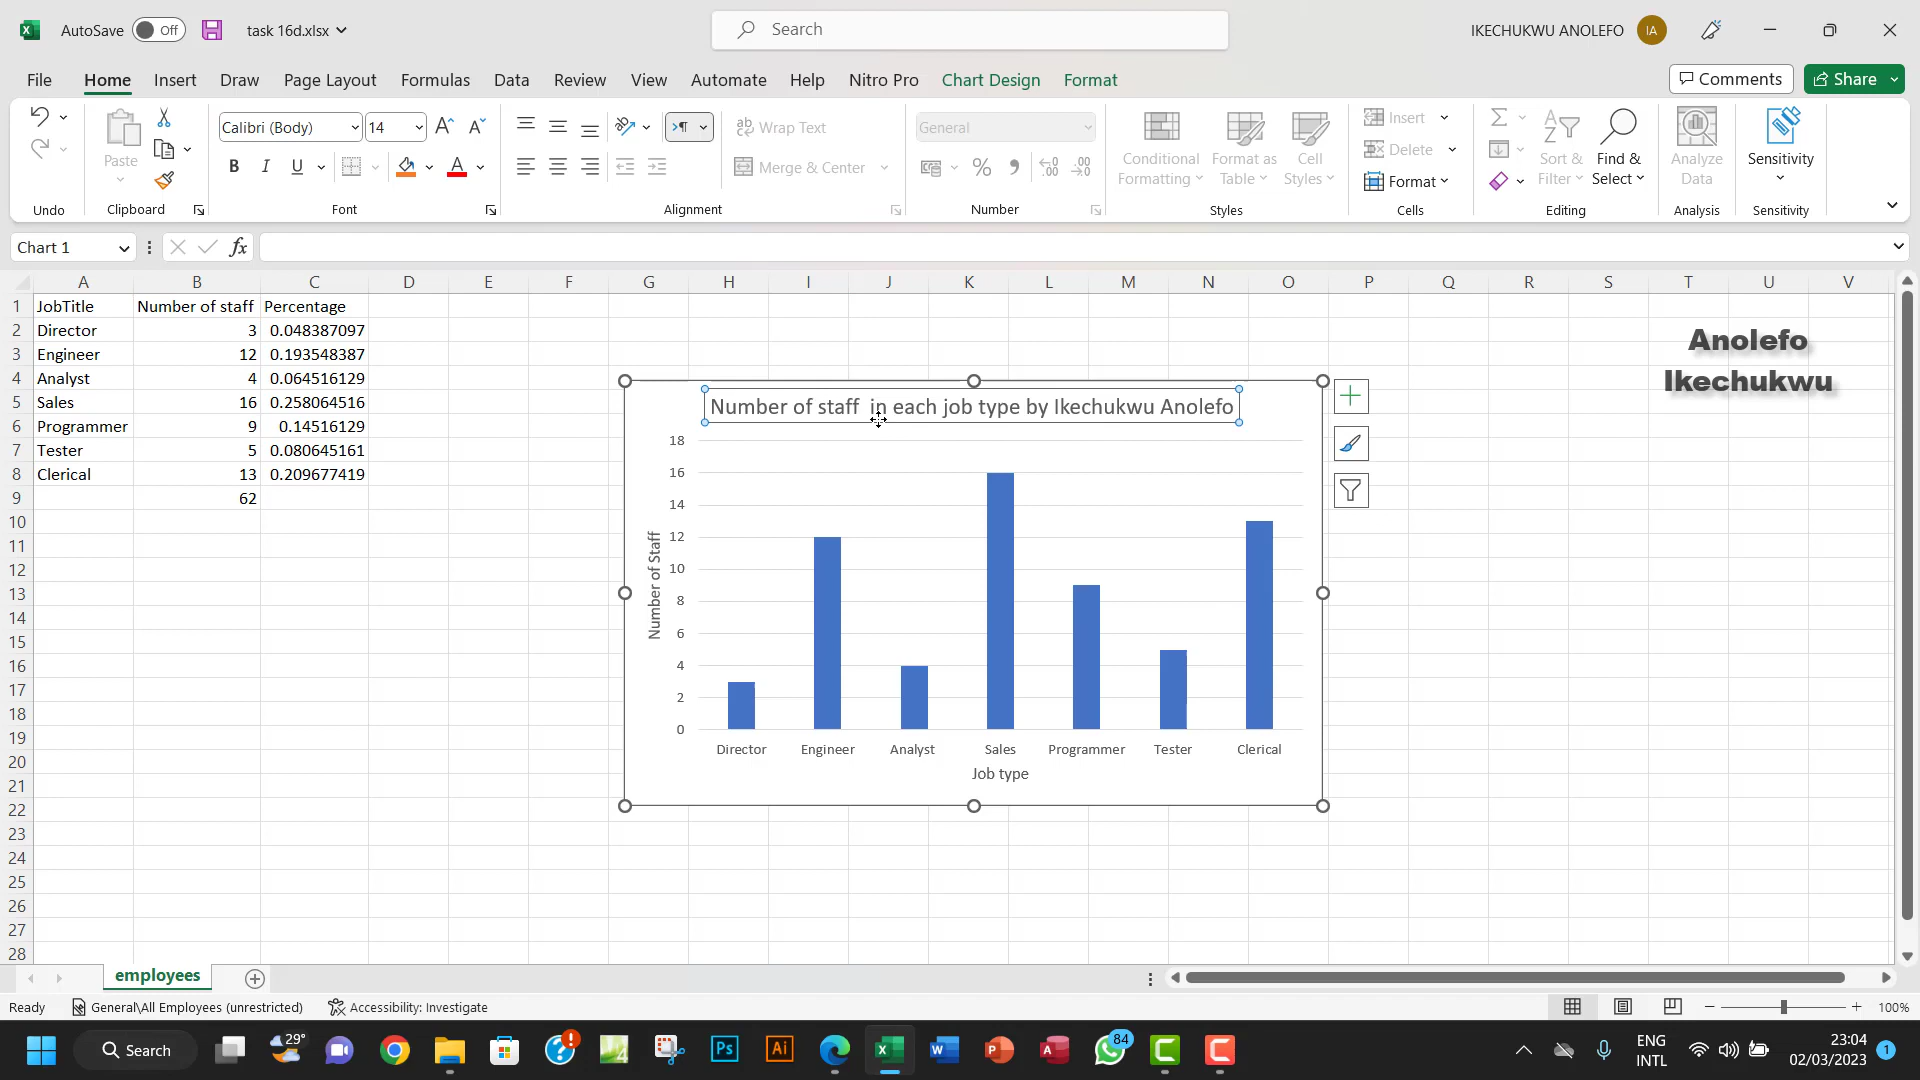 AutoSave Off task 16d.xlsx Search IKECHUKWU ANOLEFO IA
File Home Insert Draw Page Layout Formulas Data Review View Automate Help Nitro Pro Chart Design Format Comments Share
Calibri (Body) 14 Wrap Text General Insert
Paste B I U A Merge & Center % Conditional Formatting Format as Table Cell Styles Delete Format Sort & Filter Find & Select Analyze Data Sensitivity
Undo Clipboard Font Alignment Number Styles Cells Editing Analysis Sensitivity
Chart 1 fx
A B C D E F G H I J K L M N O P Q R S T U V
1 JobTitle Number of staff Percentage
2 Director 3 0.048387097
3 Engineer 12 0.193548387
4 Analyst 4 0.064516129
5 Sales 16 0.258064516
6 Programmer 9 0.14516129
7 Tester 5 0.080645161
8 Clerical 13 0.209677419
9 62
10
11
12
13
14
15
16
17
18
19
20
21
22
23
24
25
26
27
28
Anolefo
Ikechukwu
Number of staff  in each job type by Ikechukwu Anolefo
18
16
14
12
10
8
6
4
2
0
Number of Staff
Director Engineer Analyst Sales Programmer Tester Clerical
Job type
employees
Ready General\All Employees (unrestricted) Accessibility: Investigate 100%
Search 29° 84 ENG INTL 23:04 02/03/2023 1